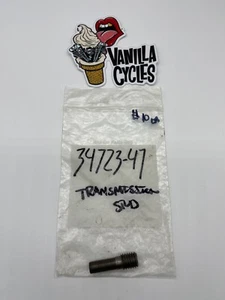 VANILLA
CYCLES
$10 ea
34723-47
TRANSMISSION
STUD